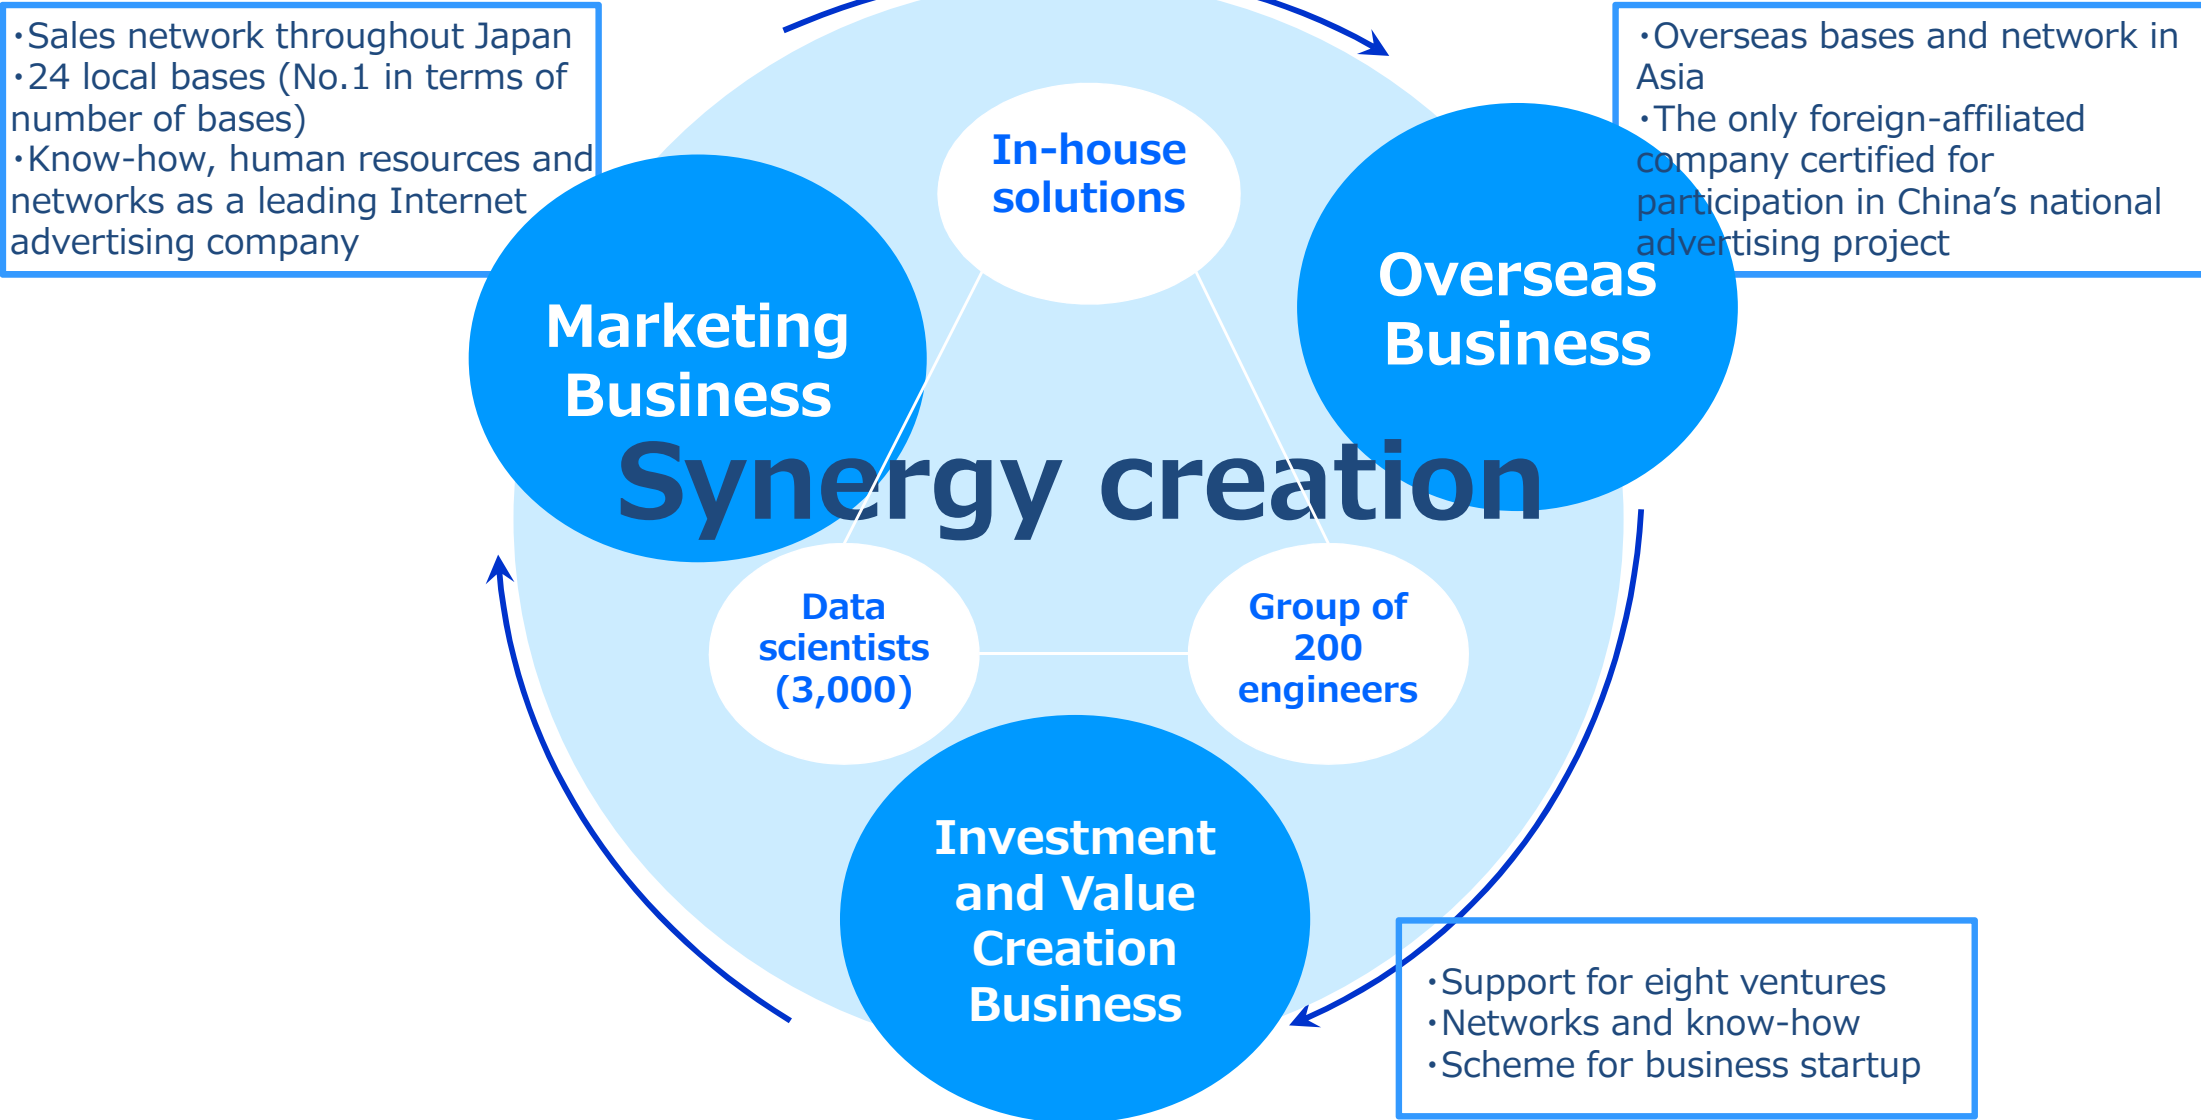 ・Sales network throughout Japan
・24 local bases (No.1 in terms of
number of bases)
・Know-how, human resources and
networks as a leading Internet
advertising company
・Overseas bases and network in
Asia
・The only foreign-affiliated
company certified for
participation in China’s national
advertising project
In-house
solutions
Marketing
Business
Overseas
Business
Synergy creation
Data
scientists
(3,000)
Group of
200
engineers
Investment
and Value
Creation
Business
・Support for eight ventures
・Networks and know-how
・Scheme for business startup